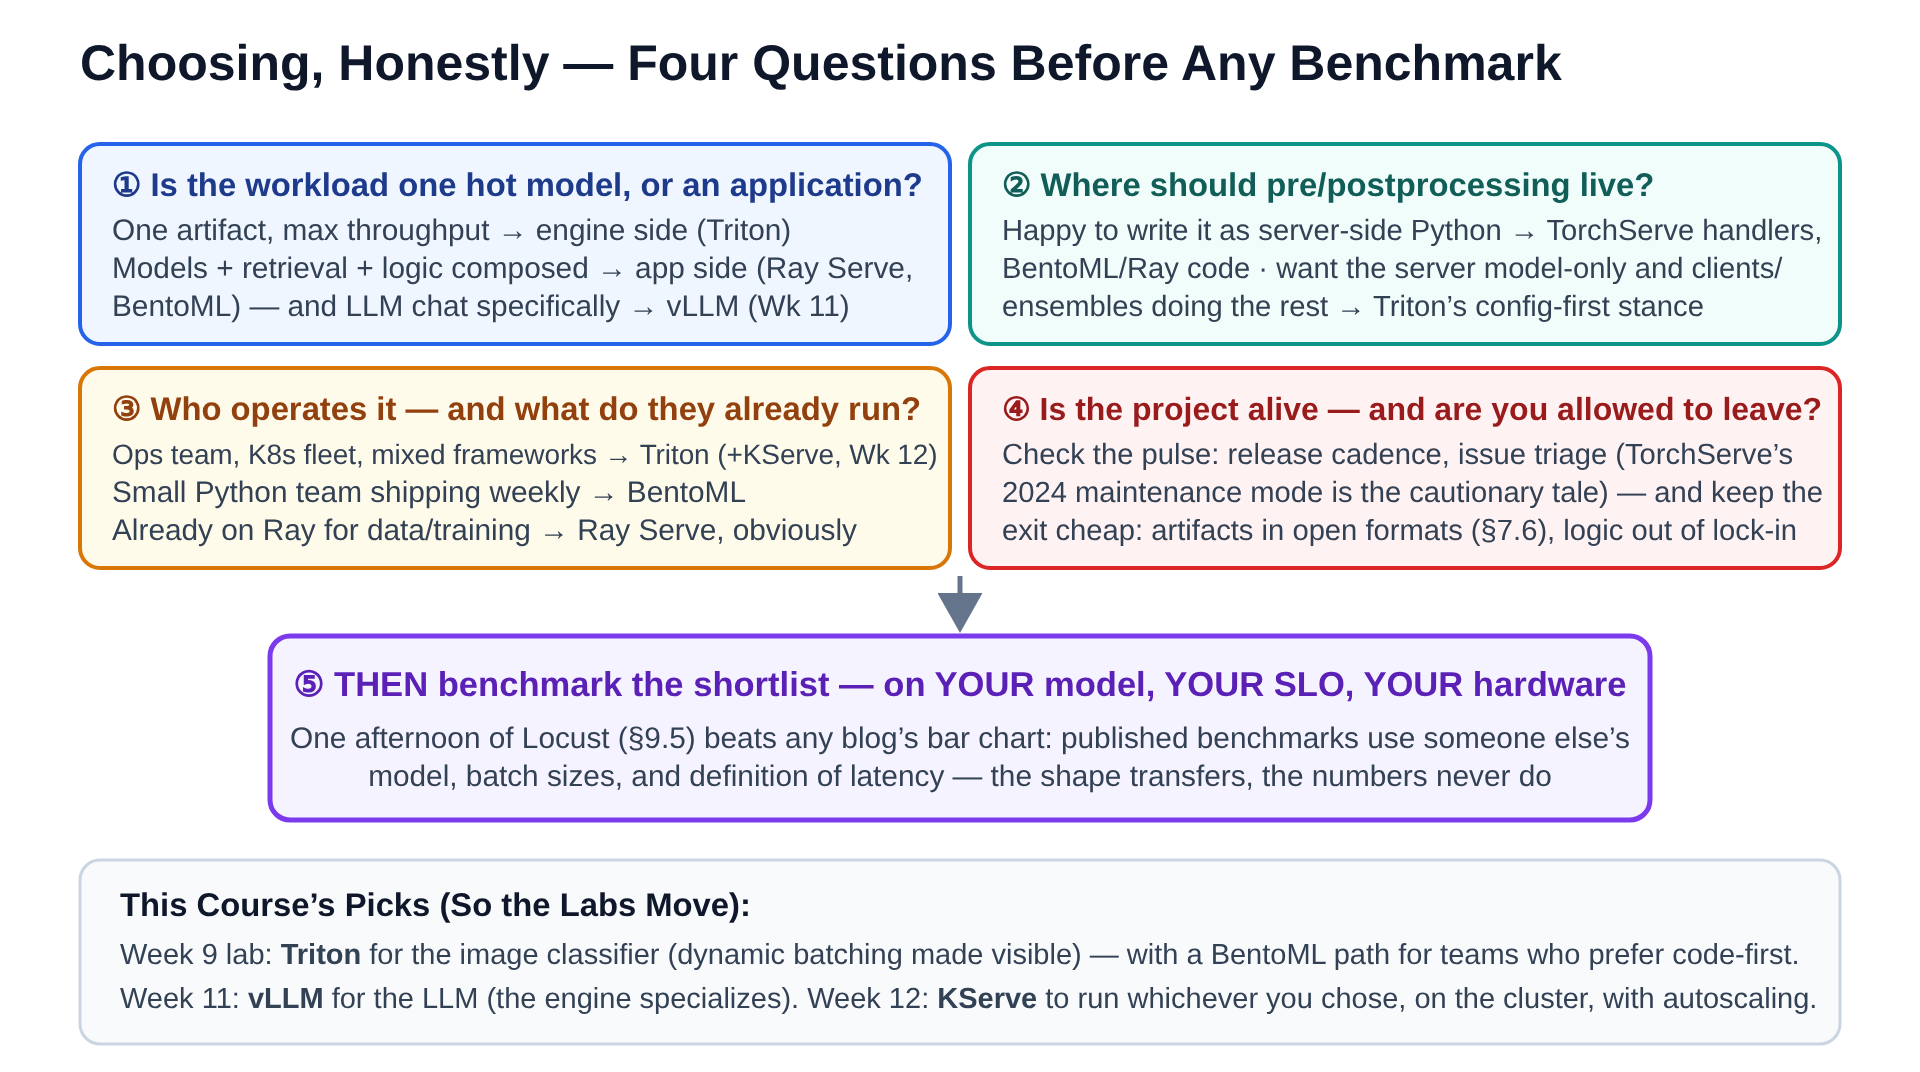 Choosing, Honestly — Four Questions Before Any Benchmark
① Is the workload one hot model, or an application?
One artifact, max throughput → engine side (Triton)
Models + retrieval + logic composed → app side (Ray Serve,
BentoML) — and LLM chat specifically → vLLM (Wk 11)
② Where should pre/postprocessing live?
Happy to write it as server-side Python → TorchServe handlers,
BentoML/Ray code · want the server model-only and clients/
ensembles doing the rest → Triton’s config-first stance
③ Who operates it — and what do they already run?
Ops team, K8s fleet, mixed frameworks → Triton (+KServe, Wk 12)
Small Python team shipping weekly → BentoML
Already on Ray for data/training → Ray Serve, obviously
④ Is the project alive — and are you allowed to leave?
Check the pulse: release cadence, issue triage (TorchServe’s
2024 maintenance mode is the cautionary tale) — and keep the
exit cheap: artifacts in open formats (§7.6), logic out of lock-in
⑤ THEN benchmark the shortlist — on YOUR model, YOUR SLO, YOUR hardware
One afternoon of Locust (§9.5) beats any blog’s bar chart: published benchmarks use someone else’s
model, batch sizes, and definition of latency — the shape transfers, the numbers never do
This Course’s Picks (So the Labs Move):
Week 9 lab: Triton for the image classifier (dynamic batching made visible) — with a BentoML path for teams who prefer code-first.
Week 11: vLLM for the LLM (the engine specializes). Week 12: KServe to run whichever you chose, on the cluster, with autoscaling.